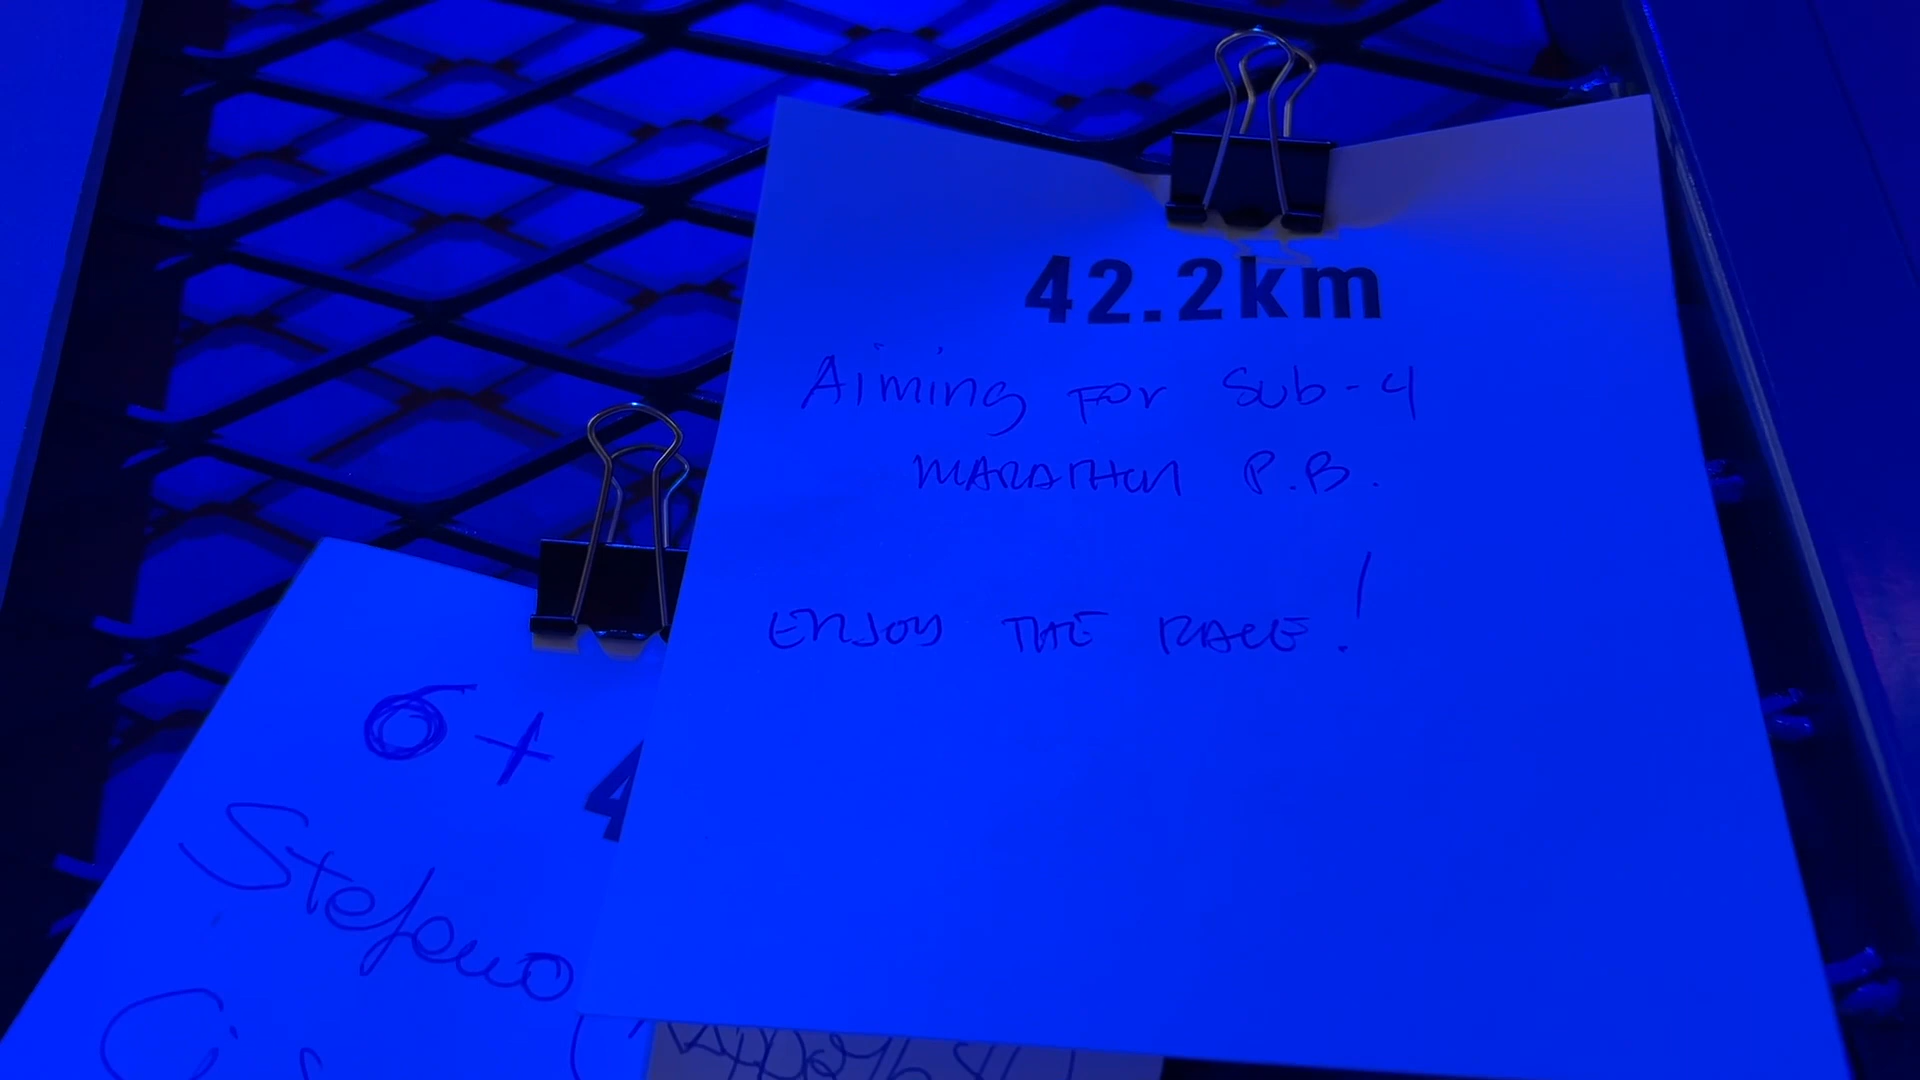 42.2km
Aiming FOR Sub-4
MARATHON P.B.
ENJOY THE RACE!
6+ 4
Stefano